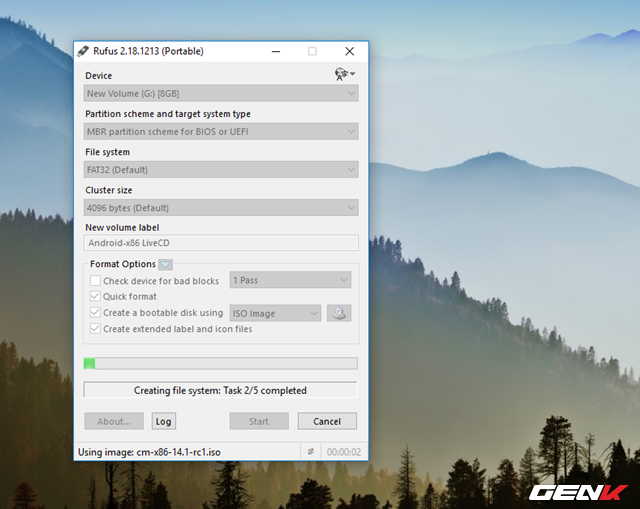 Rufus 2.18.1213 (Portable)
Device
New Volume (G:) [8GB]
Partition scheme and target system type
MBR partition scheme for BIOS or UEFI
File system
FAT32 (Default)
Cluster size
4096 bytes (Default)
New volume label
Android-x86 LiveCD
Format Options
Check device for bad blocks 1 Pass
Quick format
Create a bootable disk using ISO Image
Create extended label and icon files
Creating file system: Task 2/5 completed
About... Log Start Cancel
Using image: cm-x86-14.1-rc1.iso # 00:00:02
GENK